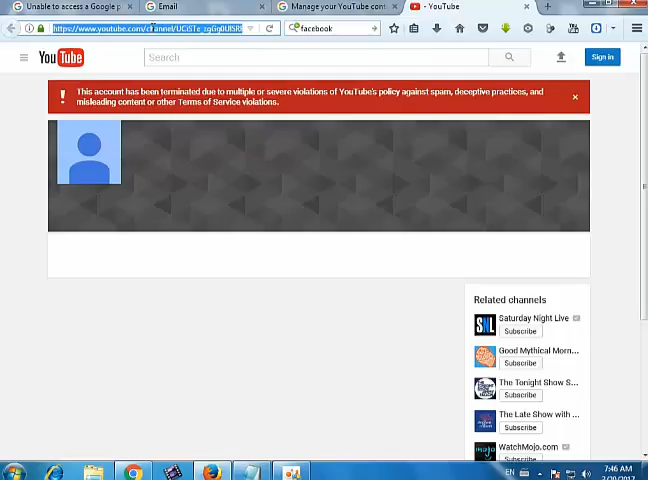 Unable to access a Google p
Email
Manage your YouTube cont
- YouTube
facebook
YouTube
Search
Sign in
This account has been terminated due to multiple or severe violations of YouTube's policy against spam, deceptive practices, and
misleading content or other Terms of Service violations.
Related channels
SNL
Saturday Night Live
Subscribe
Good Mythical Morn...
Subscribe
The Tonight Show S...
Subscribe
The Late Show with ...
Subscribe
mojo
WatchMojo.com
Subscribe
EN
7:46 AM